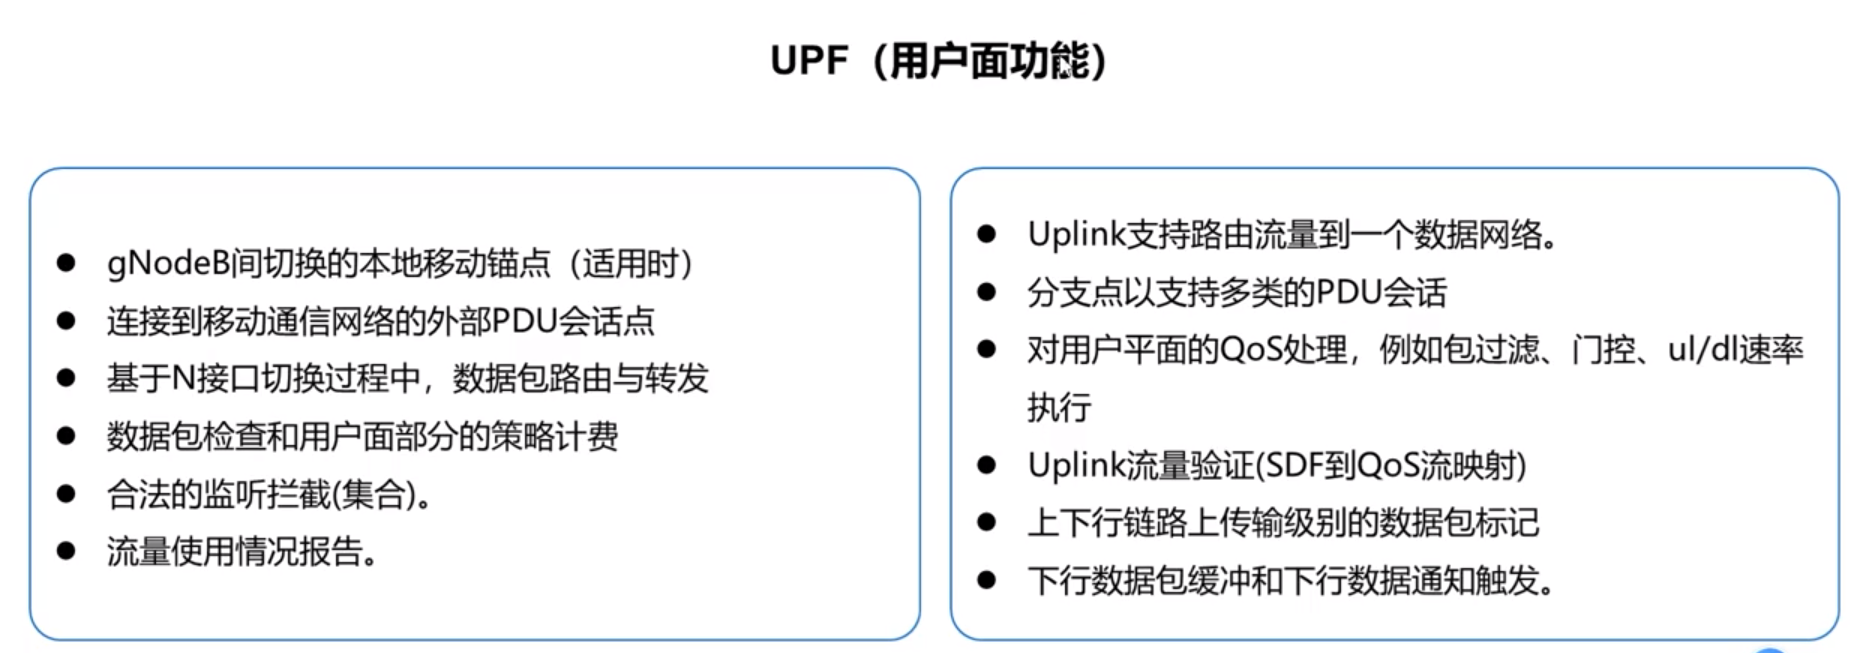 UPF（用户面功能）
● gNodeB间切换的本地移动锚点（适用时）
● 连接到移动通信网络的外部PDU会话点
● 基于N接口切换过程中，数据包路由与转发
● 数据包检查和用户面部分的策略计费
● 合法的监听拦截(集合)。
● 流量使用情况报告。
● Uplink支持路由流量到一个数据网络。
● 分支点以支持多类的PDU会话
● 对用户平面的QoS处理，例如包过滤、门控、ul/dl速率
执行
● Uplink流量验证(SDF到QoS流映射)
● 上下行链路上传输级别的数据包标记
● 下行数据包缓冲和下行数据通知触发。